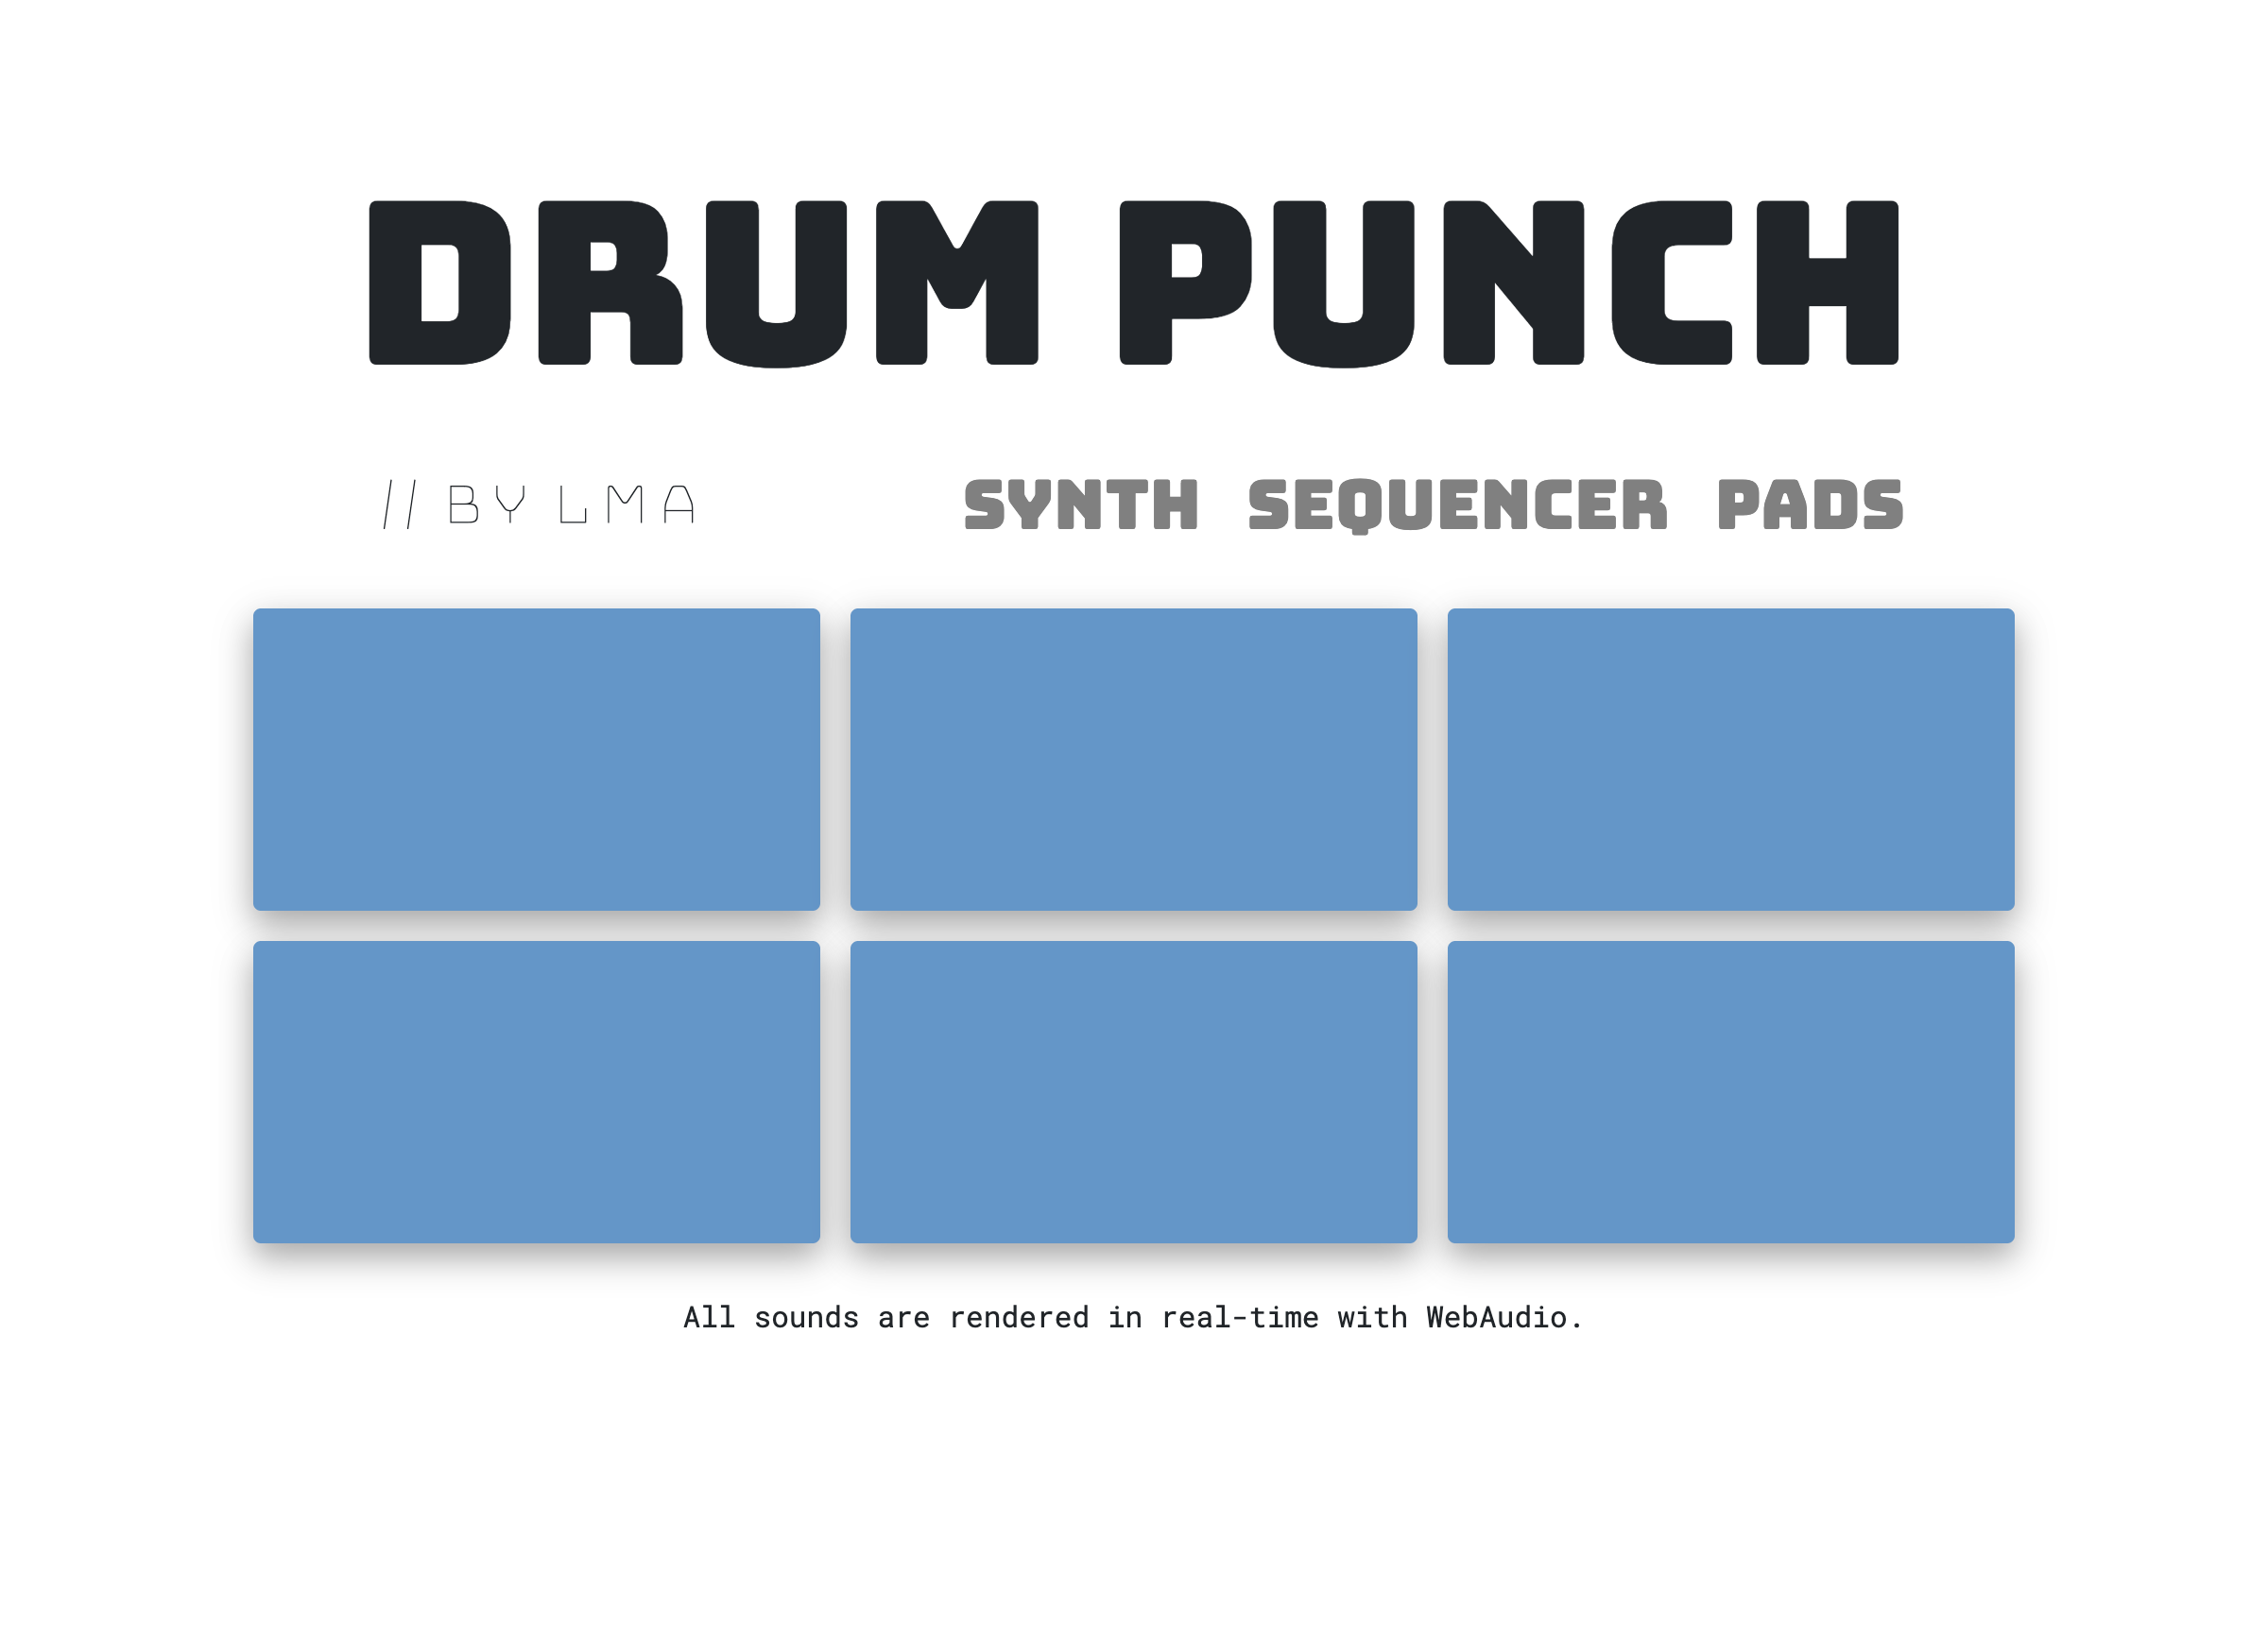 DRUM PUNCH
// BY LMA
SYNTH SEQUENCER PADS
All sounds are rendered in real-time with WebAudio.